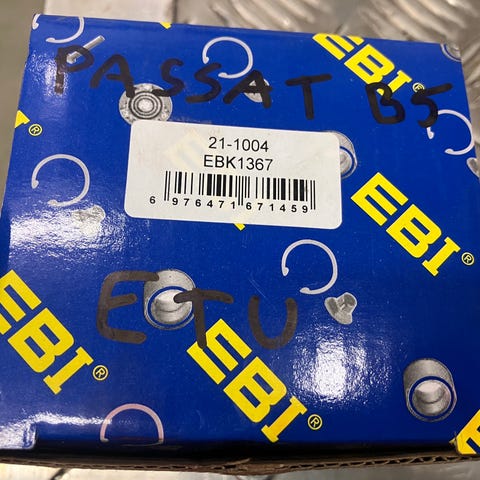 EBI®
PASSAT B5
21-1004
EBK1367
6 976471 671459
EBI®
ETU
EBI®
EBI®